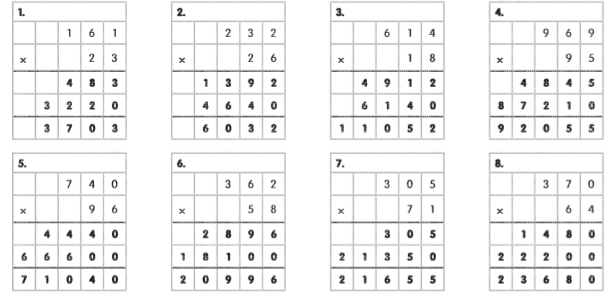 1. 2. 3. 4.
1 6 1 2 3 2 6 1 4 9 6 9
× 2 3 × 2 6 × 1 8 × 9 5
4 8 3 1 3 9 2 4 9 1 2 4 8 4 5
3 2 2 0 4 6 4 0 6 1 4 0 8 7 2 1 0
3 7 0 3 6 0 3 2 1 1 0 5 2 9 2 0 5 5
5. 6. 7. 8.
7 4 0 3 6 2 3 0 5 3 7 0
× 9 6 × 5 8 × 7 1 × 6 4
4 4 4 0 2 8 9 6 3 0 5 1 4 8 0
6 6 6 0 0 1 8 1 0 0 2 1 3 5 0 2 2 2 0 0
7 1 0 4 0 2 0 9 9 6 2 1 6 5 5 2 3 6 8 0